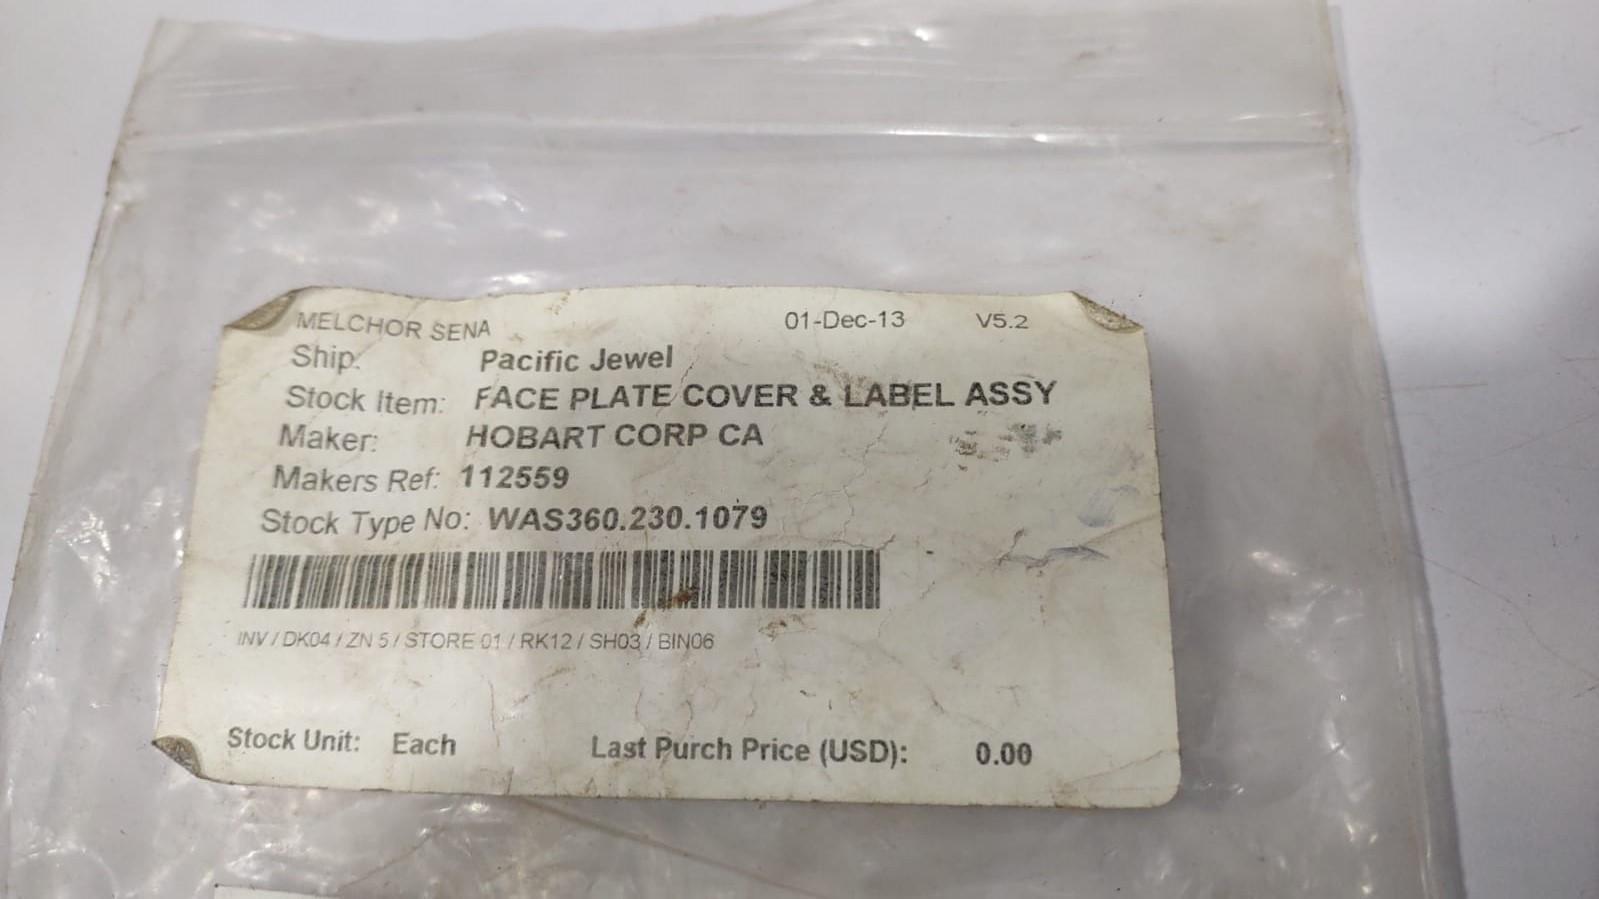 MELCHOR SENA 01-Dec-13 V5.2
Ship: Pacific Jewel
Stock Item: FACE PLATE COVER & LABEL ASSY
Maker: HOBART CORP CA
Makers Ref: 112559
Stock Type No: WAS360.230.1079
INV / DK04 / ZN 5 / STORE 01 / RK12 / SH03 / BIN06
Stock Unit: Each Last Purch Price (USD): 0.00